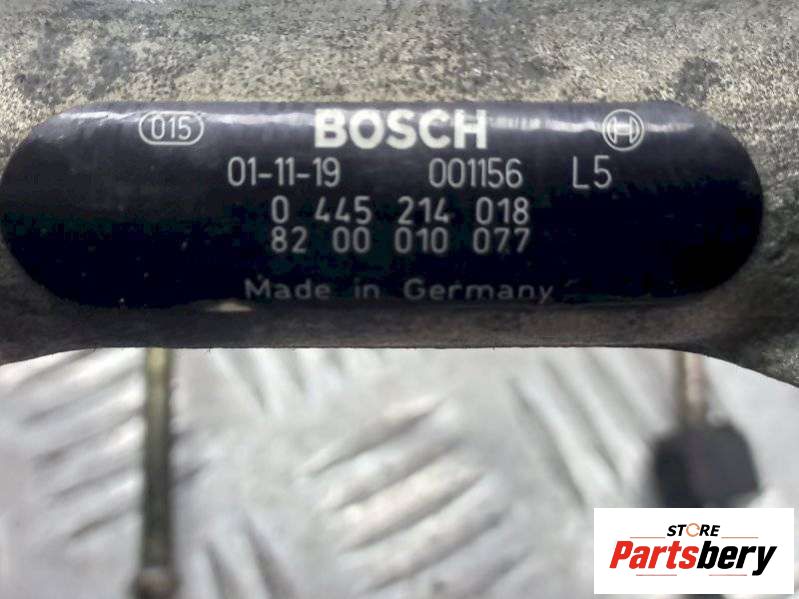 015 BOSCH
01-11-19 001156 L5
0 445 214 018
82 00 010 077
Made in Germany
STORE
Partsbery